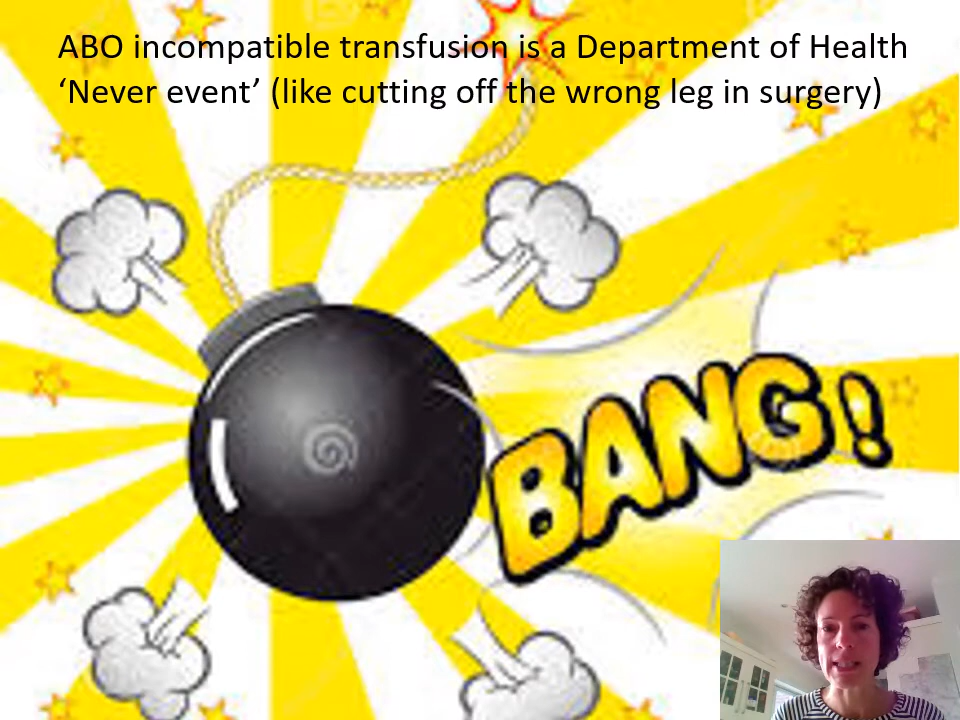 ABO incompatible transfusion is a Department of Health
‘Never event’ (like cutting off the wrong leg in surgery)
BANG!